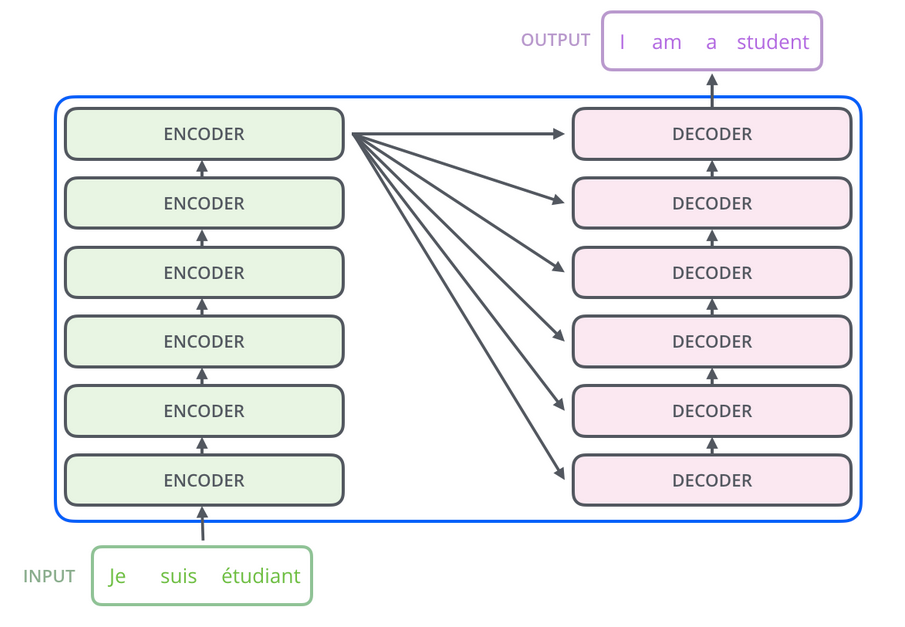 OUTPUT
I am a student
ENCODER
DECODER
ENCODER
DECODER
ENCODER
DECODER
ENCODER
DECODER
ENCODER
DECODER
ENCODER
DECODER
INPUT
Je suis étudiant